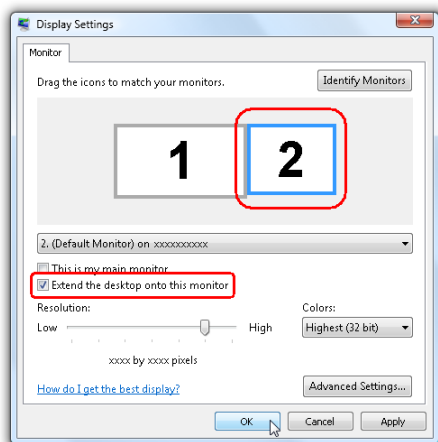 Display Settings
Monitor
Drag the icons to match your monitors.
Identify Monitors
1
2
2. (Default Monitor) on xxxxxxxxxx
This is my main monitor
Extend the desktop onto this monitor
Resolution:
Colors:
Low
High
Highest (32 bit)
xxxx by xxxx pixels
How do I get the best display?
Advanced Settings...
OK
Cancel
Apply